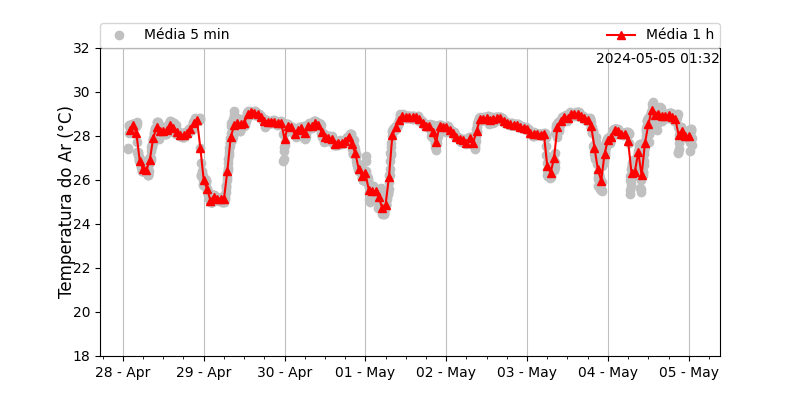 Média 5 min
Média 1 h
2024-05-05 01:32
Temperatura do Ar (°C)
32
30
28
26
24
22
20
18
28 - Apr
29 - Apr
30 - Apr
01 - May
02 - May
03 - May
04 - May
05 - May